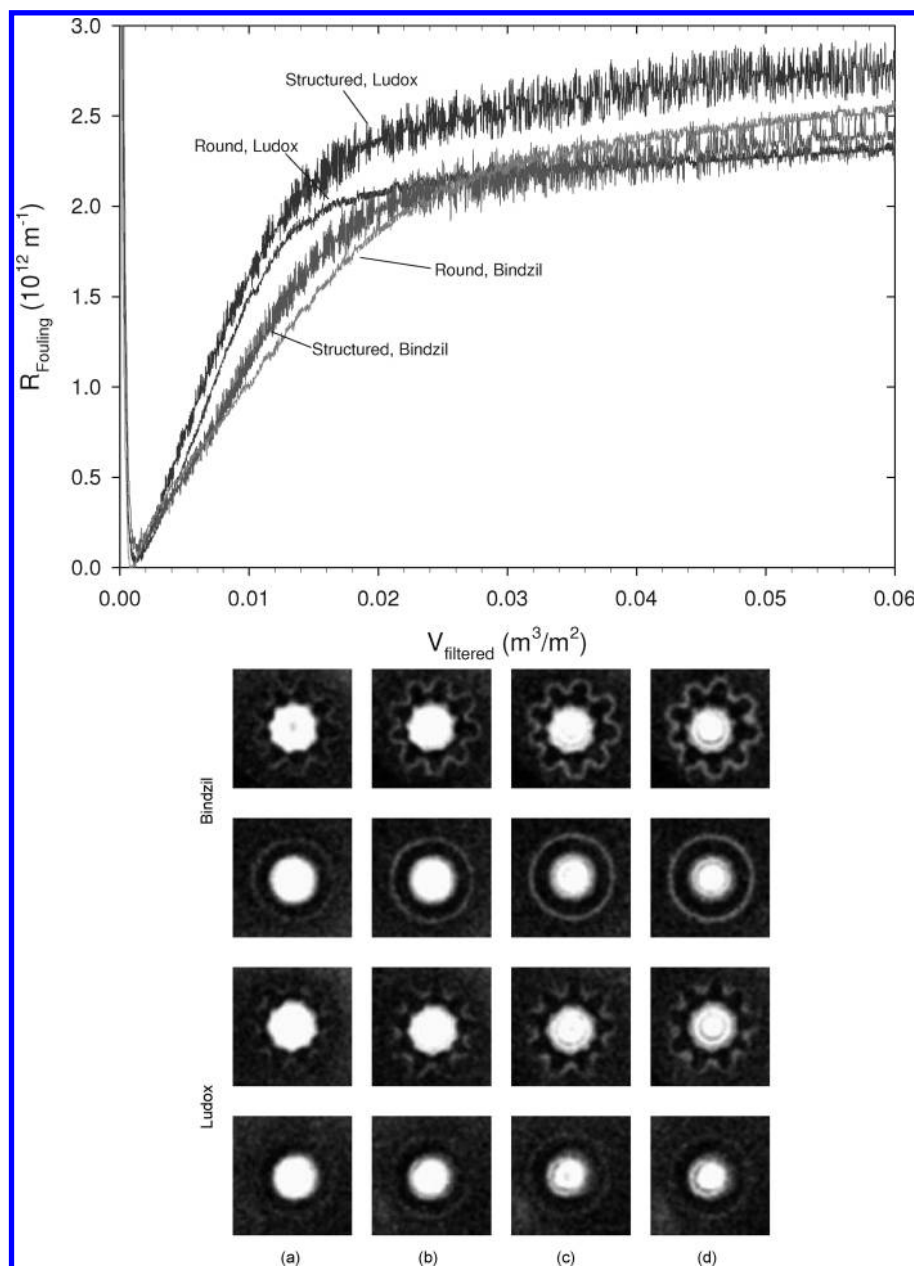 3.0
2.5
2.0
1.5
1.0
0.5
0.0
R_Fouling (10^12 m^-1)
Structured, Ludox
Round, Ludox
Round, Bindzil
Structured, Bindzil
0.00 0.01 0.02 0.03 0.04 0.05 0.06
V_filtered (m^3/m^2)
Bindzil
Ludox
(a) (b) (c) (d)